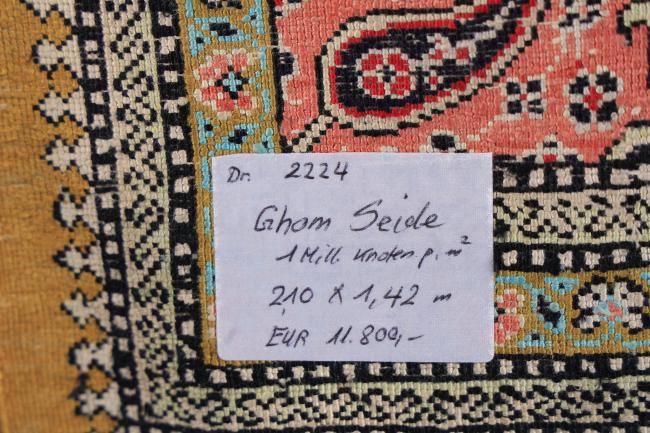 Dr. 2224
Ghom Seide
1 Mill. Knoten p. m²
2,10 x 1,42 m
EUR 11.800,-